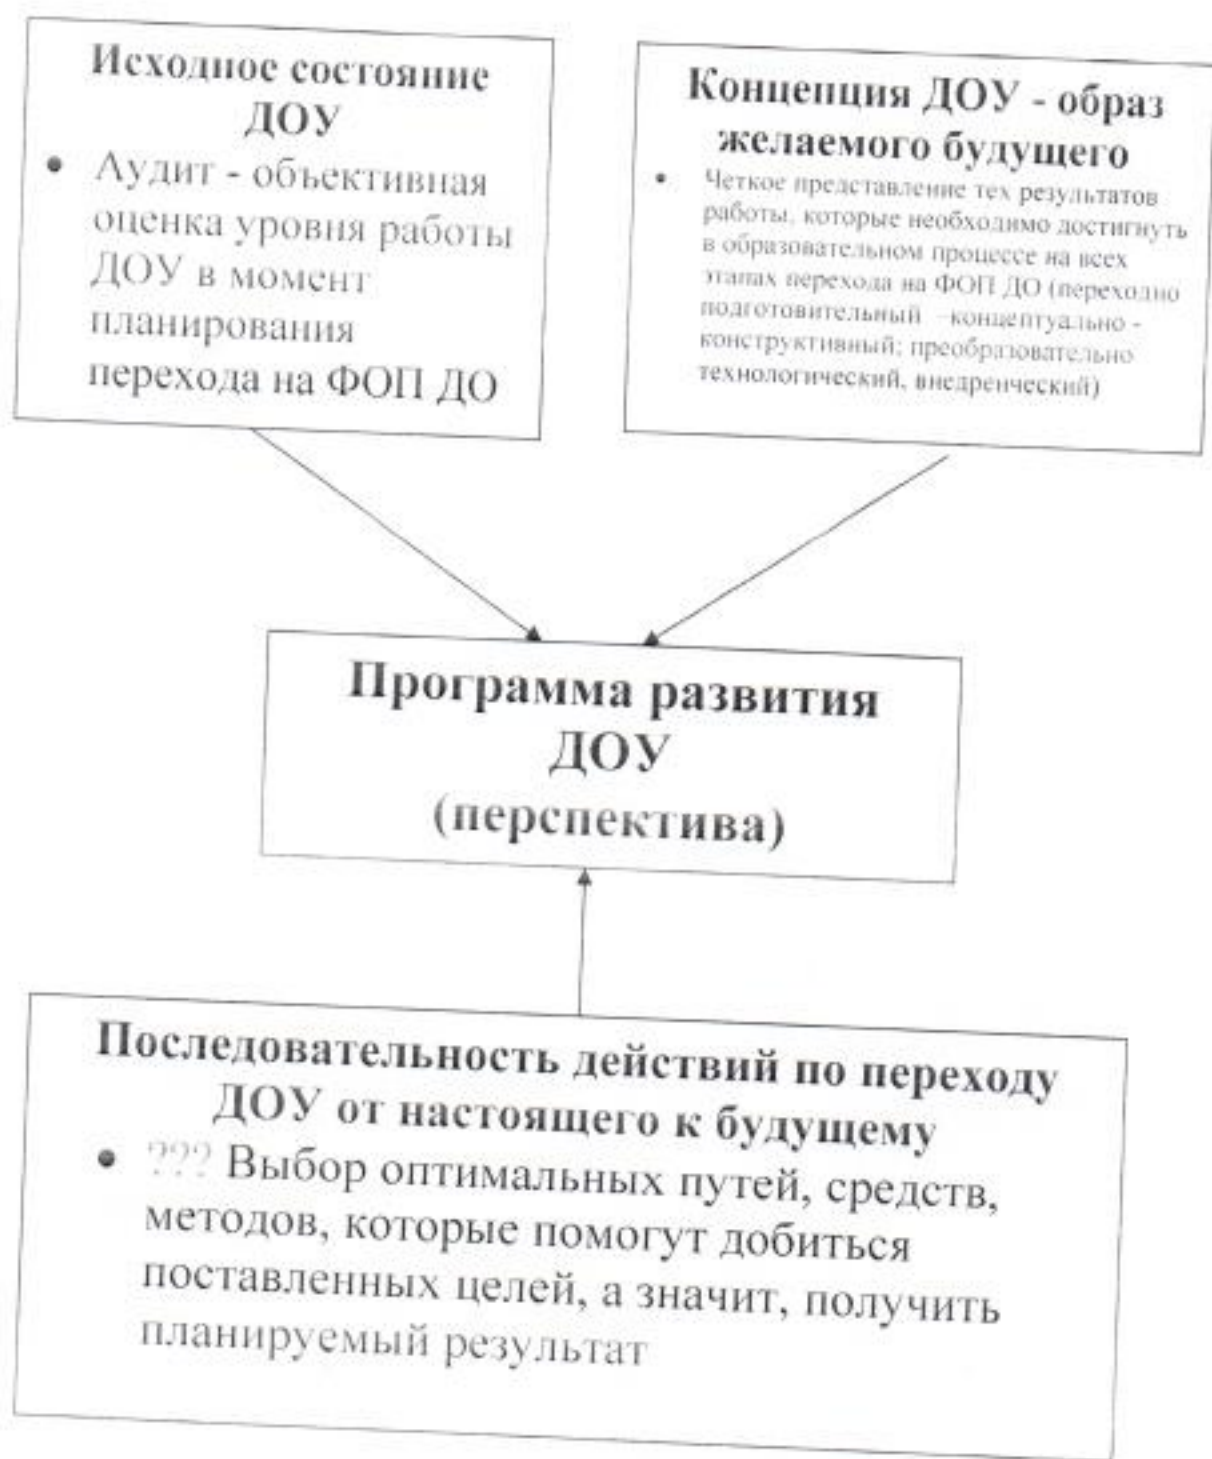 Исходное состояние
ДОУ
• Аудит - объективная
оценка уровня работы
ДОУ в момент
планирования
перехода на ФОП ДО
Концепция ДОУ - образ
желаемого будущего
• Четкое представление тех результатов
работы, которые необходимо достигнуть
в образовательном процессе на всех
этапах перехода на ФОП ДО (переходно
подготовительный –концептуально -
конструктивный; преобразовательно
технологический, внедренческий)
Программа развития
ДОУ
(перспектива)
Последовательность действий по переходу
ДОУ от настоящего к будущему
• ??? Выбор оптимальных путей, средств,
методов, которые помогут добиться
поставленных целей, а значит, получить
планируемый результат